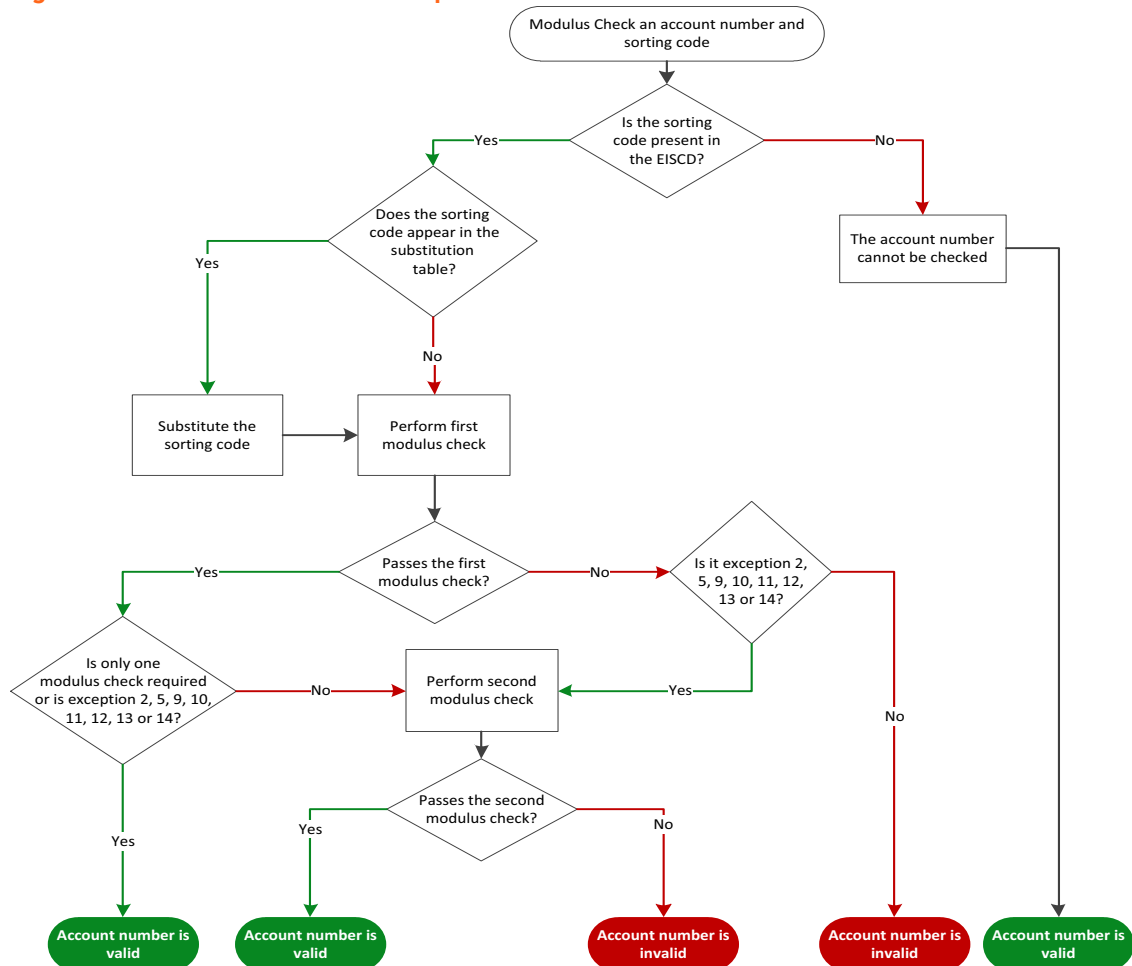 Modulus Check an account number and
sorting code
Is the sorting
code present in
the EISCD?
Yes
No
Does the sorting
code appear in the
substitution
table?
The account number
cannot be checked
Yes
No
Substitute the
sorting code
Perform first
modulus check
Passes the first
modulus check?
Is it exception 2,
5, 9, 10, 11, 12,
13 or 14?
Yes
No
Is only one
modulus check required
or is exception 2, 5, 9, 10,
11, 12, 13 or 14?
Perform second
modulus check
No
Yes
No
Passes the second
modulus check?
Yes
Yes
No
Account number is
valid
Account number is
valid
Account number is
invalid
Account number is
invalid
Account number is
valid